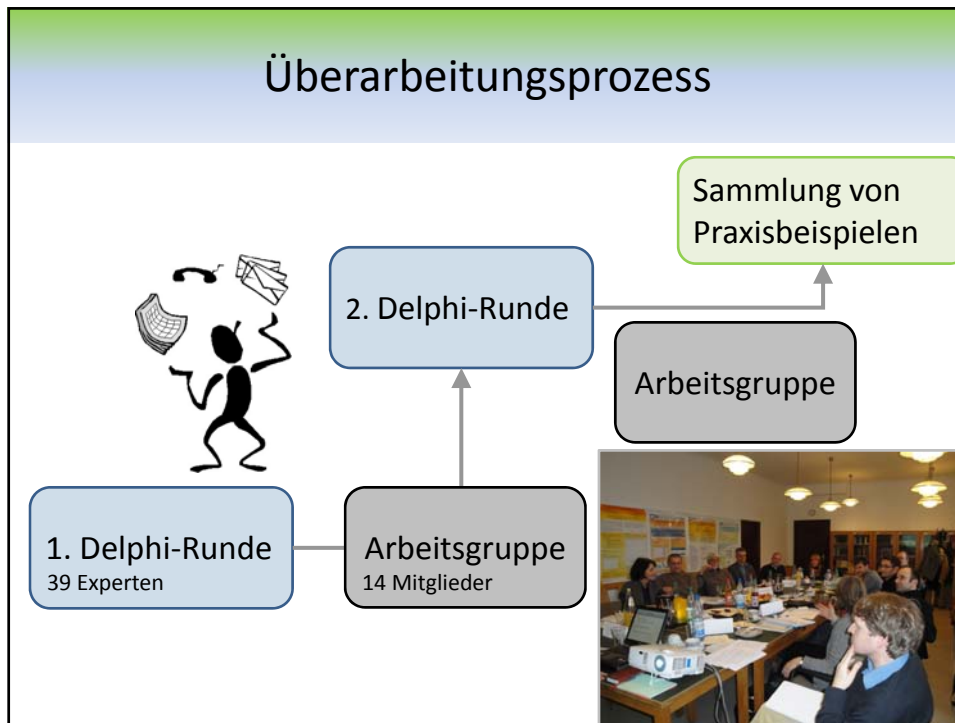 Überarbeitungsprozess
Sammlung von
Praxisbeispielen
2. Delphi-Runde
Arbeitsgruppe
1. Delphi-Runde
39 Experten
Arbeitsgruppe
14 Mitglieder